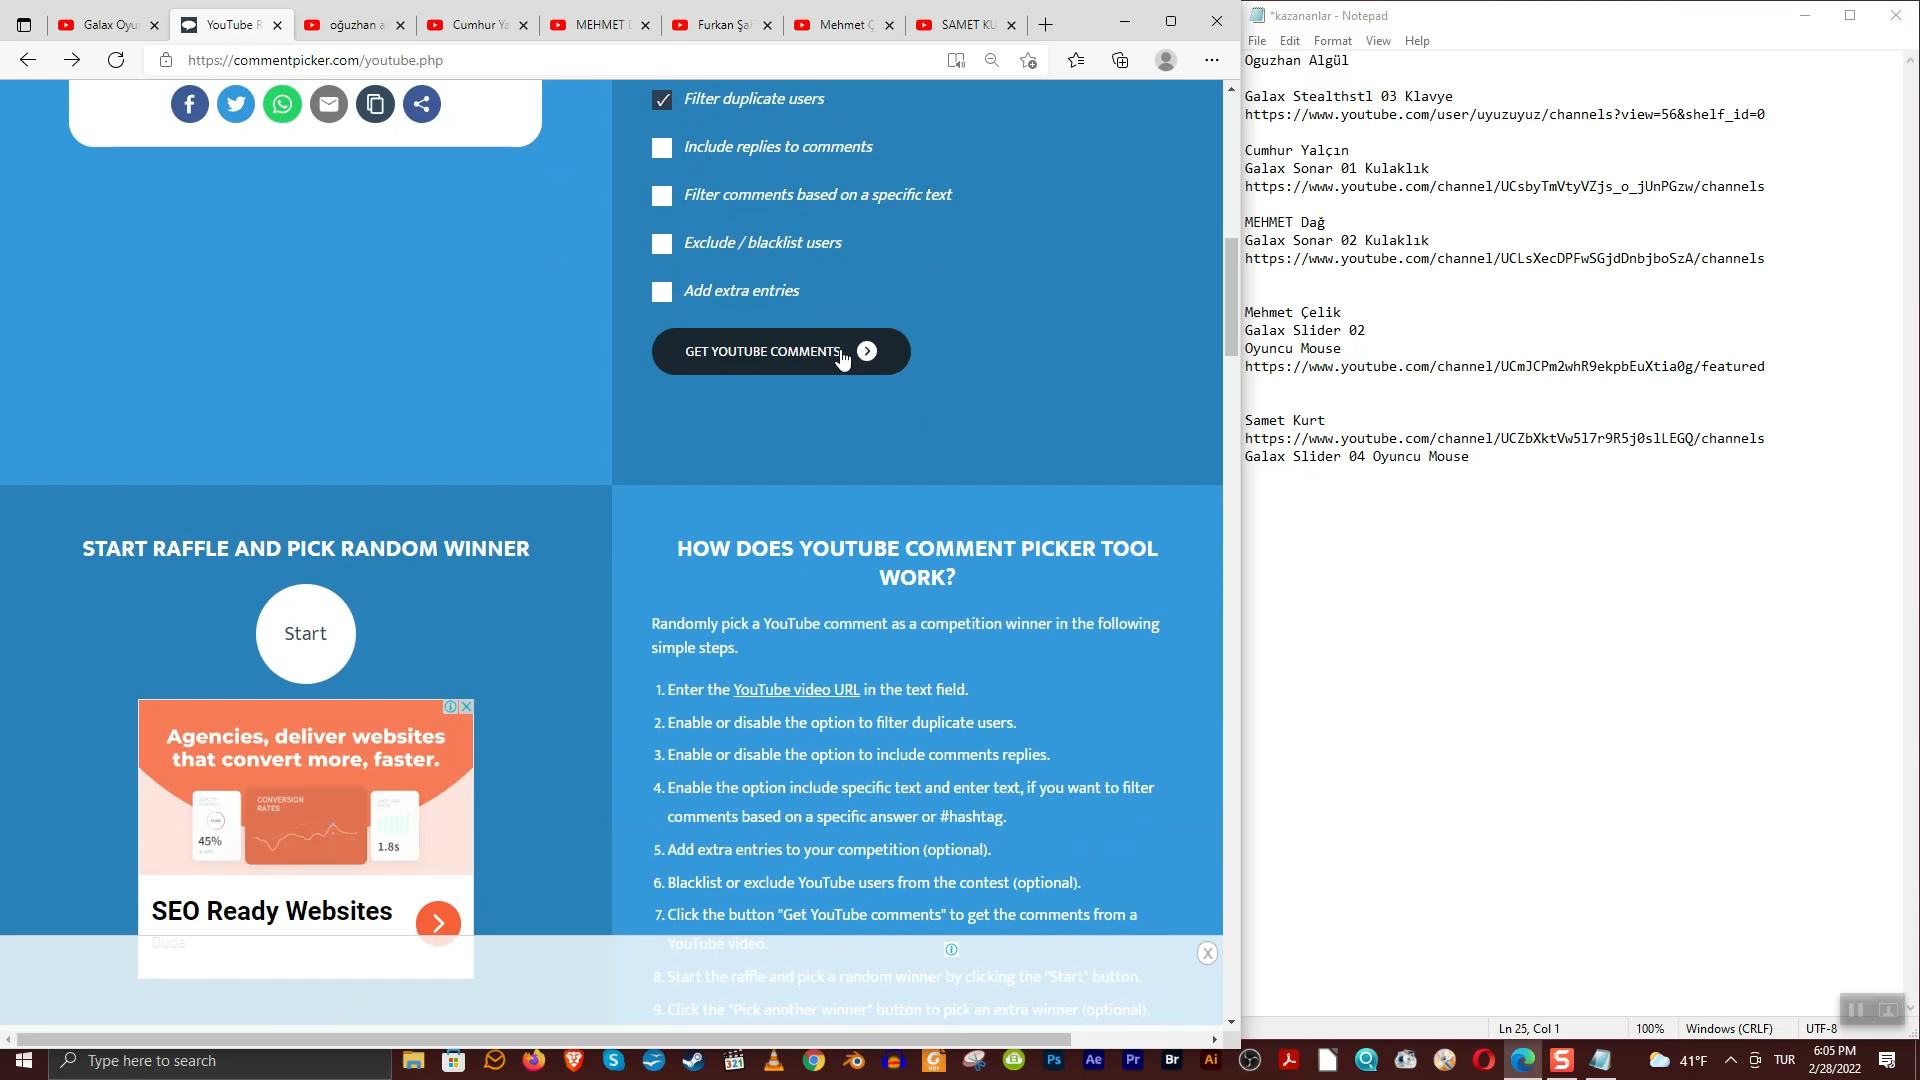 Galax Oyu
YouTube R
oğuzhan a
Cumhur Ya
MEHMET D
Furkan Şah
Mehmet Ç
SAMET KU
https://commentpicker.com/youtube.php
Filter duplicate users
Include replies to comments
Filter comments based on a specific text
Exclude / blacklist users
Add extra entries
GET YOUTUBE COMMENTS
START RAFFLE AND PICK RANDOM WINNER
Start
Agencies, deliver websites
that convert more, faster.
CONVERSION
RATES
45%
1.8s
SEO Ready Websites
Duda
HOW DOES YOUTUBE COMMENT PICKER TOOL
WORK?
Randomly pick a YouTube comment as a competition winner in the following
simple steps.
1. Enter the YouTube video URL in the text field.
2. Enable or disable the option to filter duplicate users.
3. Enable or disable the option to include comments replies.
4. Enable the option include specific text and enter text, if you want to filter
comments based on a specific answer or #hashtag.
5. Add extra entries to your competition (optional).
6. Blacklist or exclude YouTube users from the contest (optional).
7. Click the button "Get YouTube comments" to get the comments from a
YouTube video.
8. Start the raffle and pick a random winner by clicking the "Start" button.
9. Click the "Pick another winner" button to pick an extra winner (optional).
X
*kazananlar - Notepad
File Edit Format View Help
Oguzhan Algül
Galax Stealthstl 03 Klavye
https://www.youtube.com/user/uyuzuyuz/channels?view=56&shelf_id=0
Cumhur Yalçın
Galax Sonar 01 Kulaklık
https://www.youtube.com/channel/UCsbyTmVtyVZjs_o_jUnPGzw/channels
MEHMET Dağ
Galax Sonar 02 Kulaklık
https://www.youtube.com/channel/UCLsXecDPFwSGjdDnbjboSzA/channels
Mehmet Çelik
Galax Slider 02
Oyuncu Mouse
https://www.youtube.com/channel/UCmJCPm2whR9ekpbEuXtia0g/featured
Samet Kurt
https://www.youtube.com/channel/UCZbXktVw5l7r9R5j0slLEGQ/channels
Galax Slider 04 Oyuncu Mouse
Ln 25, Col 1
100%
Windows (CRLF)
UTF-8
Type here to search
321
Ps
Ae
Pr
Br
Ai
S
41°F
TUR
6:05 PM
2/28/2022